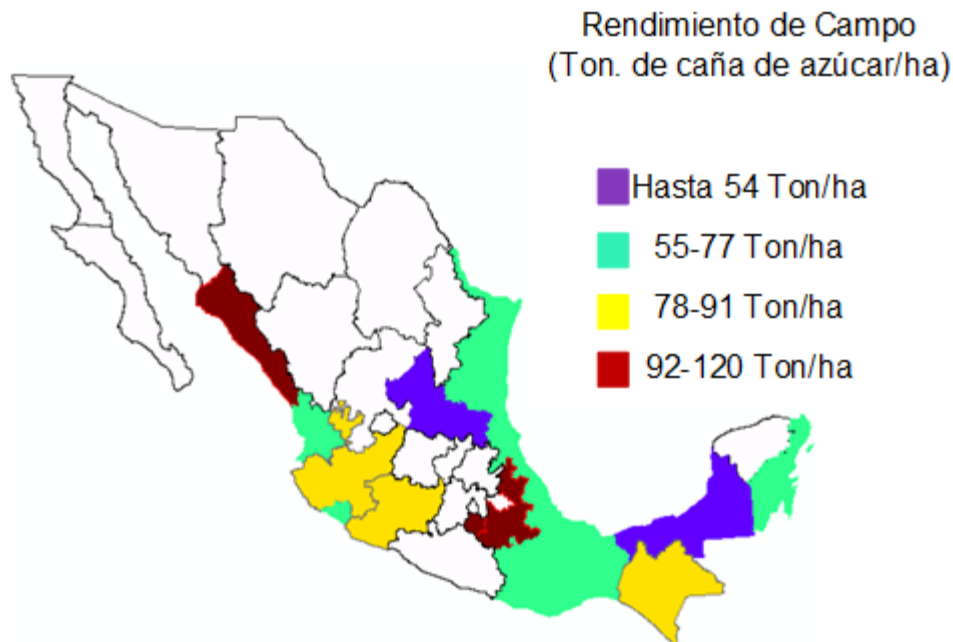 Rendimiento de Campo
(Ton. de caña de azúcar/ha)
Hasta 54 Ton/ha
55-77 Ton/ha
78-91 Ton/ha
92-120 Ton/ha